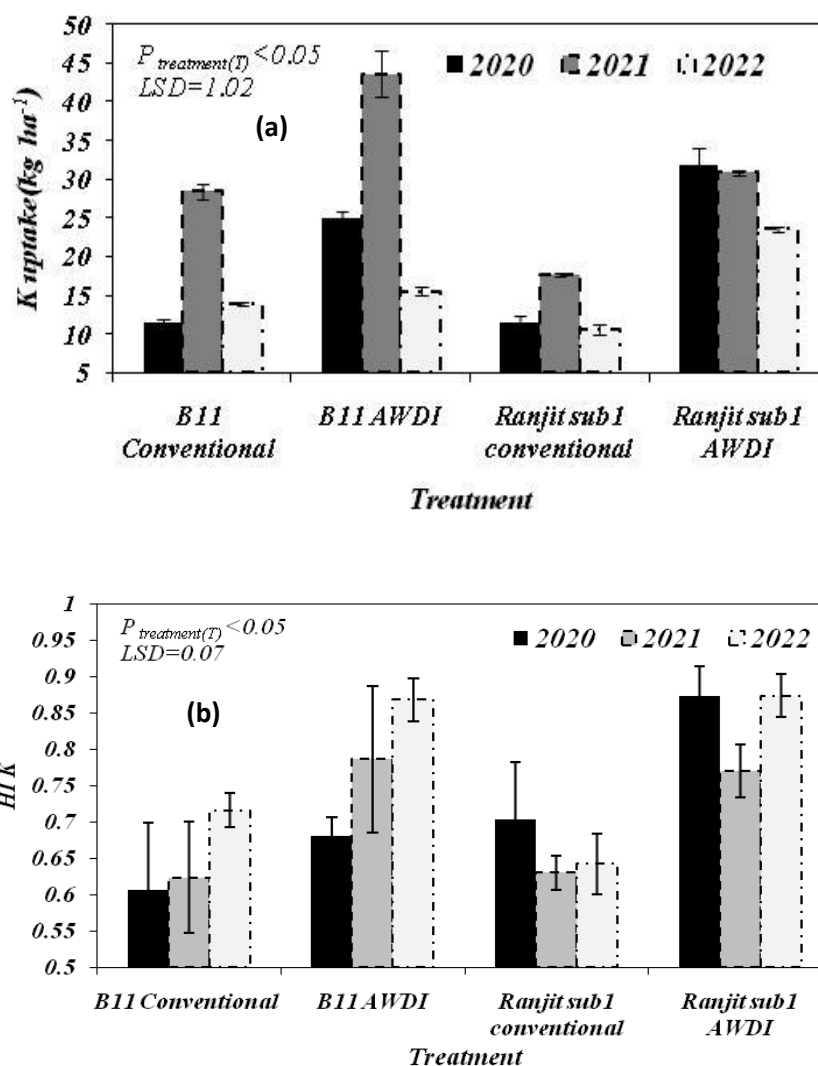 P treatment(T) <0.05
LSD=1.02
(a)
2020 2021 2022
K uptake(kg ha-1)
50
45
40
35
30
25
20
15
10
5
B11 Conventional
B11 AWDI
Ranjit sub1 conventional
Ranjit sub1 AWDI
Treatment
P treatment(T) <0.05
LSD=0.07
(b)
2020 2021 2022
HI K
1
0.95
0.9
0.85
0.8
0.75
0.7
0.65
0.6
0.55
0.5
B11 Conventional
B11 AWDI
Ranjit sub1 conventional
Ranjit sub1 AWDI
Treatment